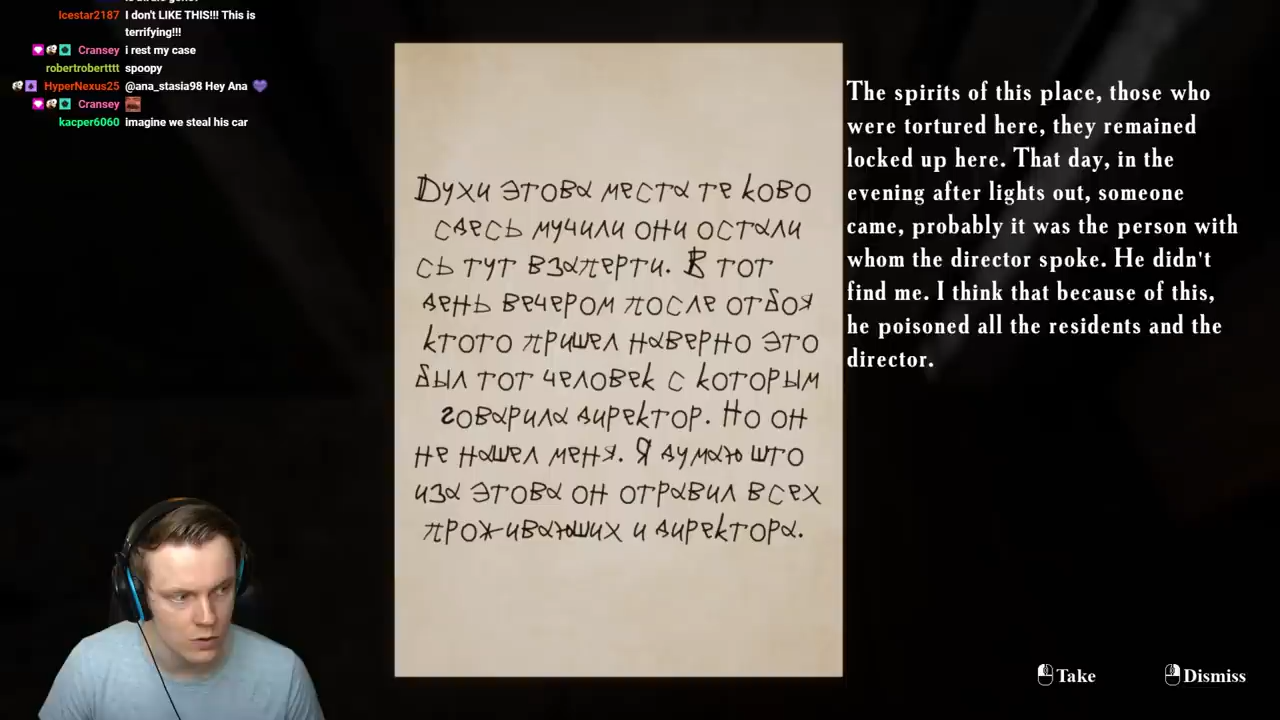 Icestar2187 I don't LIKE THIS!!! This is
terrifying!!!
Cransey i rest my case
robertrobertttt spoopy
HyperNexus25 @ana_stasia98 Hey Ana
Cransey
kacper6060 imagine we steal his car
Духи этова места те ково
сдесь мучили они остали
сь тут взаперти. В тот
день вечером после отбоя
ктото пришел наверно это
был тот человек с которым
говарила директор. Но он
не нашел меня. Я думаю што
иза этова он отравил всех
проживающих и директора.
The spirits of this place, those who
were tortured here, they remained
locked up here. That day, in the
evening after lights out, someone
came, probably it was the person with
whom the director spoke. He didn't
find me. I think that because of this,
he poisoned all the residents and the
director.
Take
Dismiss